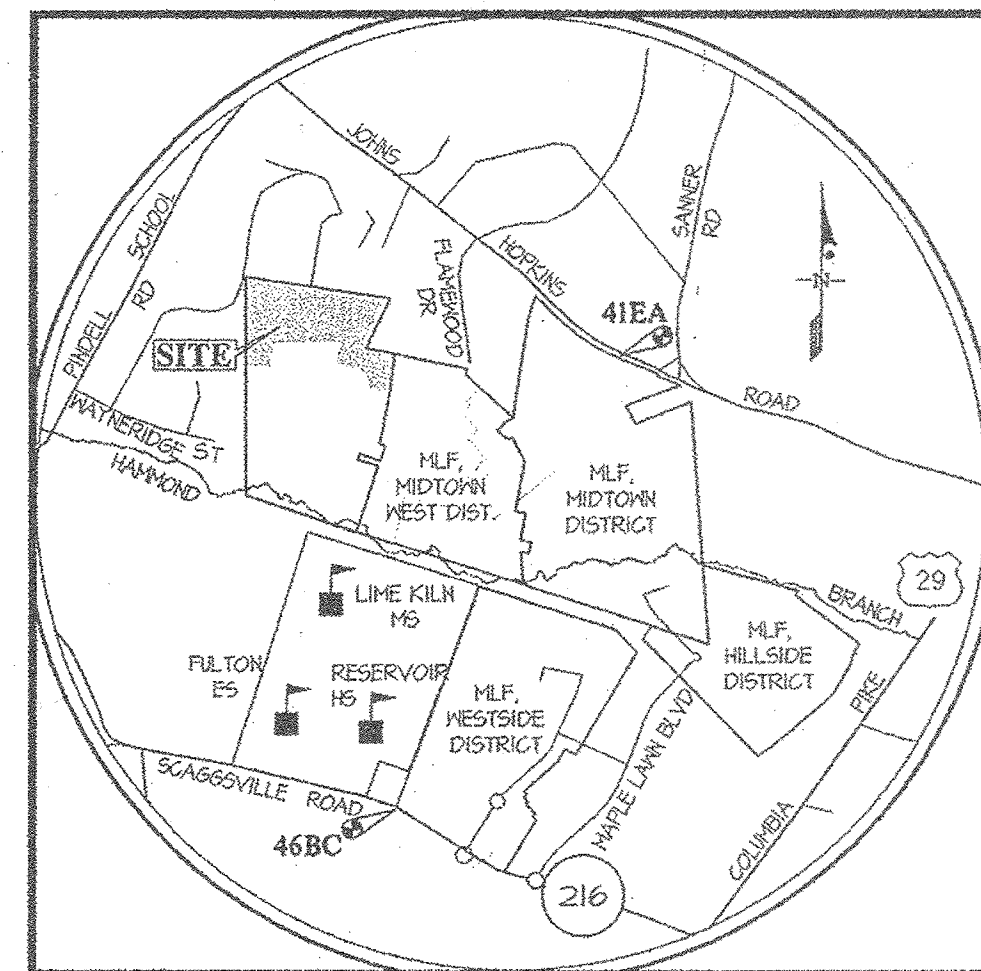 JOHNS
HOPKINS
ROAD
SANNER
RD
PINDELL
SCHOOL
RD
FLAMEWOOD
DR
41EA
N
SITE
WAYNERIDGE ST
HAMMOND
BRANCH
MLF,
MIDTOWN
WEST DIST.
MLF,
MIDTOWN
DISTRICT
29
LIME KILN
MS
FULTON
ES
RESERVOIR
HS
MLF,
WESTSIDE
DISTRICT
MLF,
HILLSIDE
DISTRICT
MAPLE LAWN BLVD
COLUMBIA
PIKE
SCAGGSVILLE ROAD
46BC
216